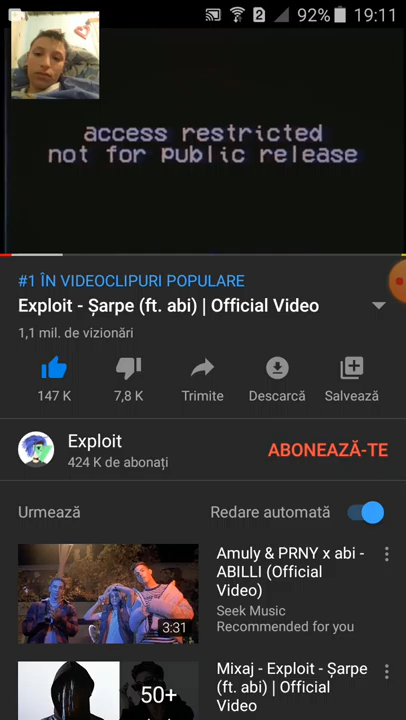 92% 19:11
access restricted
not for public release
#1 ÎN VIDEOCLIPURI POPULARE
Exploit - Șarpe (ft. abi) | Official Video
1,1 mil. de vizionări
147 K 7,8 K Trimite Descarcă Salvează
Exploit
424 K de abonați
ABONEAZĂ-TE
Urmează Redare automată
Amuly & PRNY x abi -
ABILLI (Official
Video)
Seek Music
Recommended for you
3:31
Mixaj - Exploit - Șarpe
(ft. abi) | Official
Video
50+